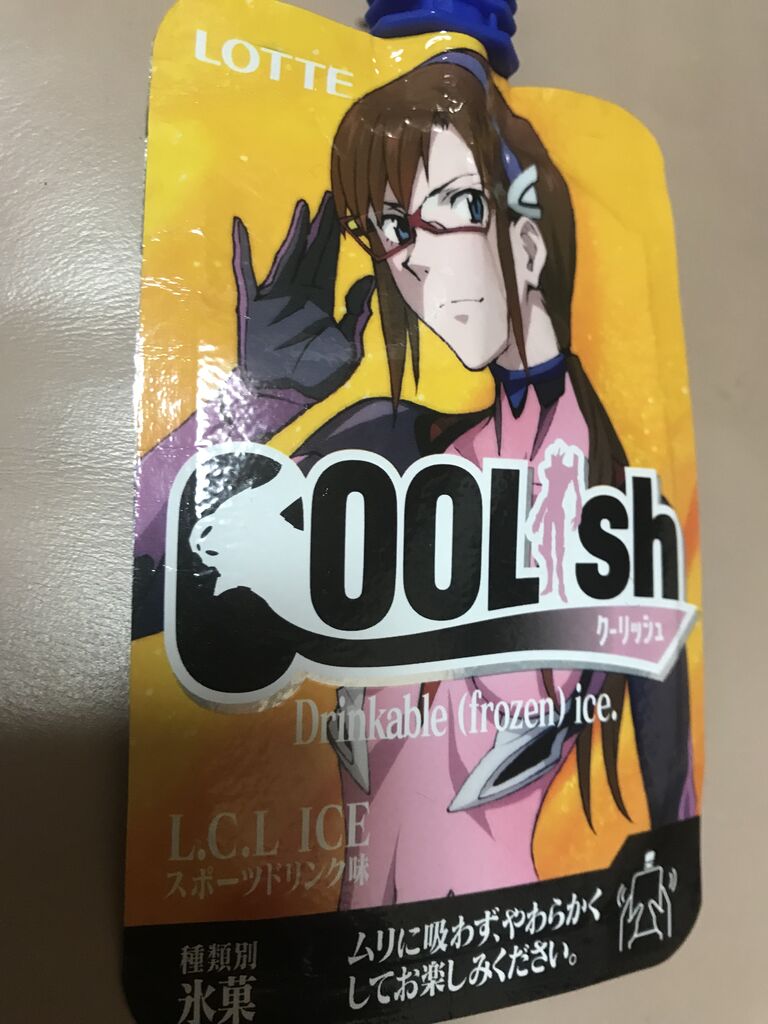 LOTTE
COOLish
クーリッシュ
Drinkable (frozen) ice.
L.C.L ICE
スポーツドリンク味
種類別
氷菓
ムリに吸わず、やわらかく
してお楽しみください。